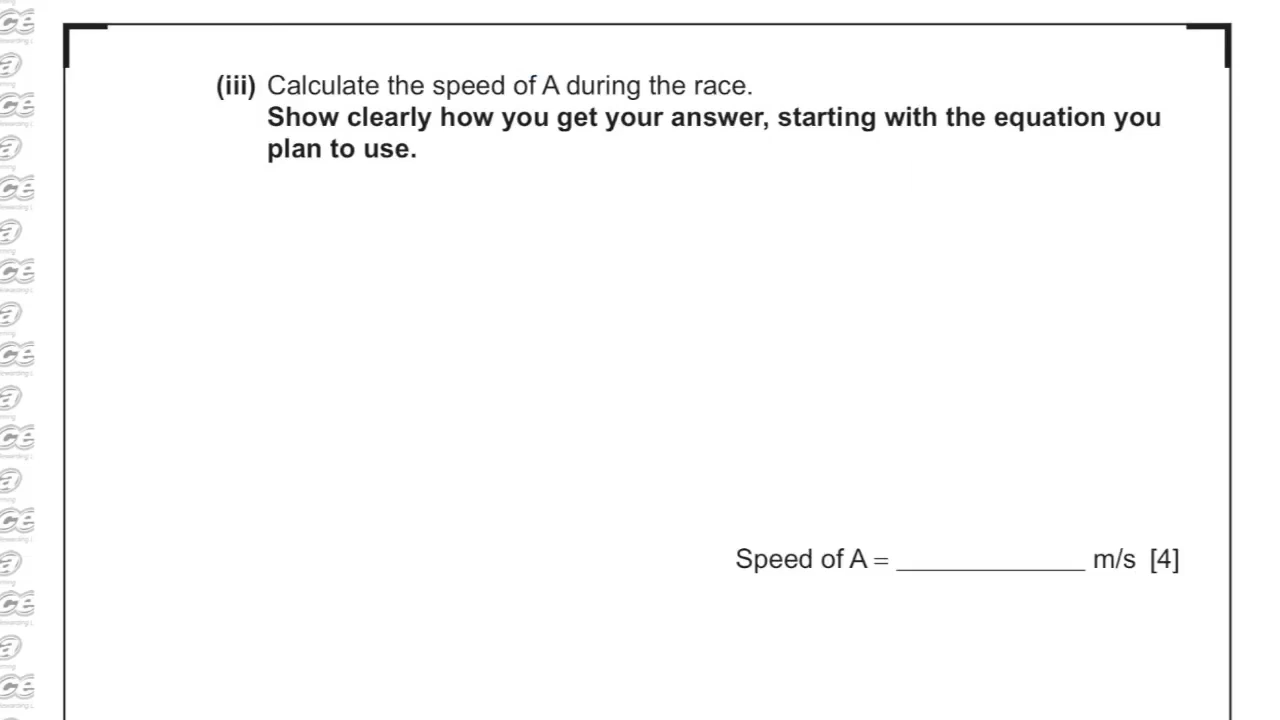 (iii) Calculate the speed of A during the race.
Show clearly how you get your answer, starting with the equation you
plan to use.
Speed of A = ____________ m/s [4]